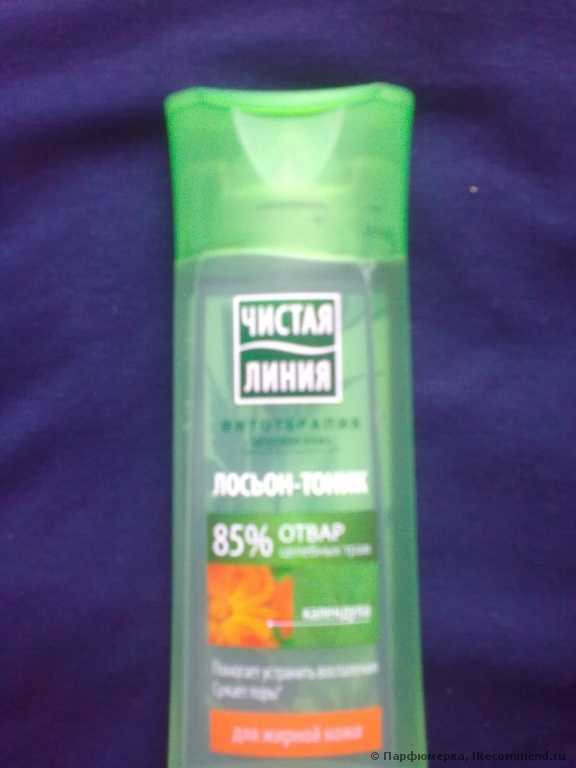 ЧИСТАЯ
ЛИНИЯ
ФИТОТЕРАПИЯ
ЛОСЬОН-ТОНИК
85% ОТВАР
целебных трав
календула
Помогает устранить воспаления
Сужает поры*
для жирной кожи
© Парфюмерка, IRecommend.ru